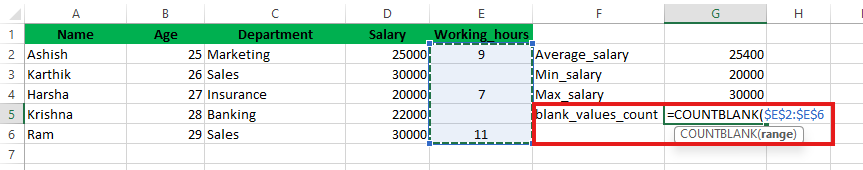 A B C D E F G H
1 Name Age Department Salary Working_hours
2 Ashish 25 Marketing 25000 9 Average_salary 25400
3 Karthik 26 Sales 30000 Min_salary 20000
4 Harsha 27 Insurance 20000 7 Max_salary 30000
5 Krishna 28 Banking 22000 blank_values_count =COUNTBLANK($E$2:$E$6
6 Ram 29 Sales 30000 11 COUNTBLANK(range)
7